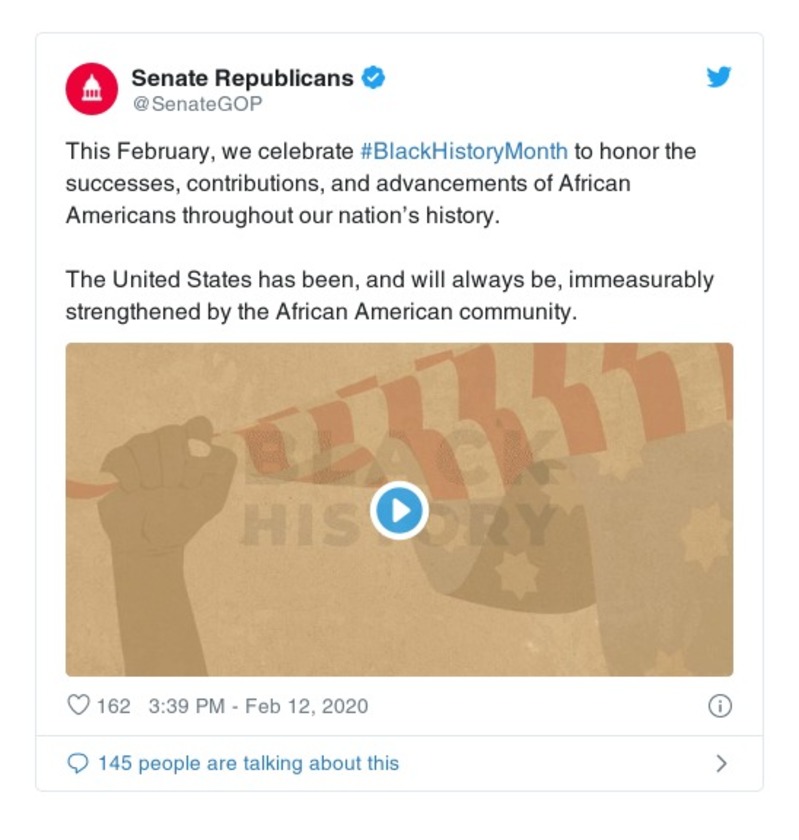 Senate Republicans
@SenateGOP
This February, we celebrate #BlackHistoryMonth to honor the
successes, contributions, and advancements of African
Americans throughout our nation’s history.
The United States has been, and will always be, immeasurably
strengthened by the African American community.
BLACK
HISTORY
162 3:39 PM - Feb 12, 2020
145 people are talking about this